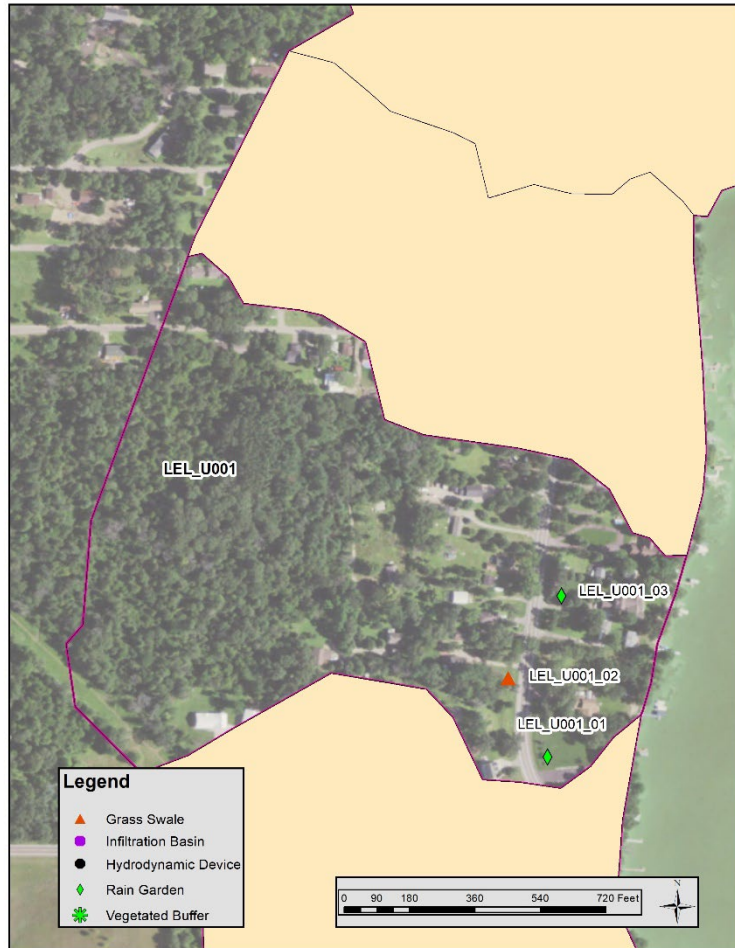 LEL_U001
LEL_U001_03
LEL_U001_02
LEL_U001_01
Legend
Grass Swale
Infiltration Basin
Hydrodynamic Device
Rain Garden
Vegetated Buffer
N
0 90 180 360 540 720 Feet